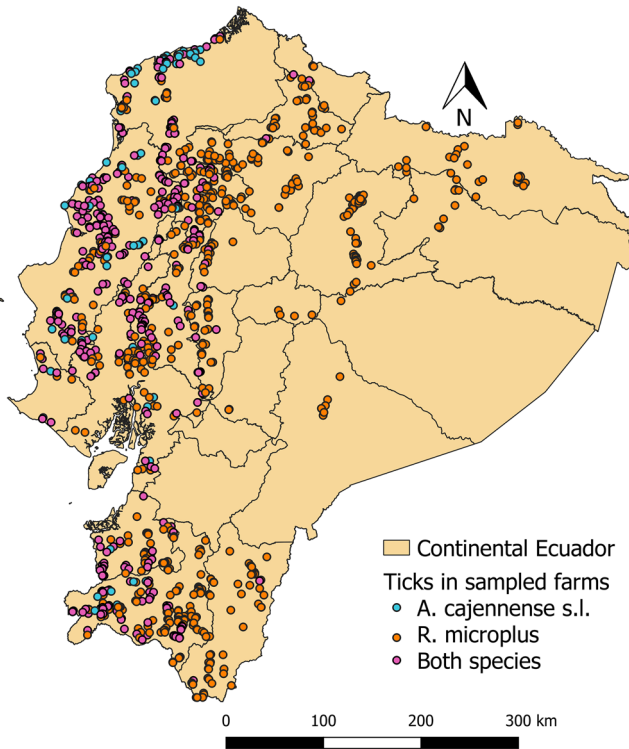 N
Continental Ecuador
Ticks in sampled farms
A. cajennense s.l.
R. microplus
Both species
0 100 200 300 km